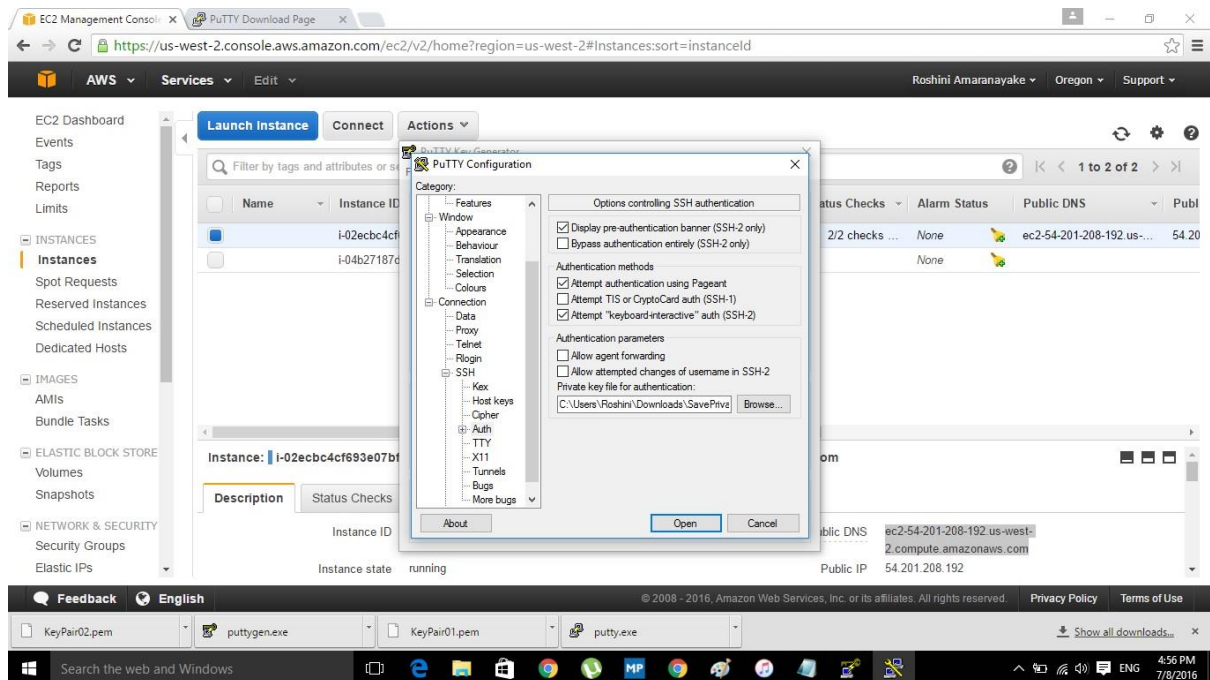 EC2 Management Console
PuTTY Download Page
https://us-west-2.console.aws.amazon.com/ec2/v2/home?region=us-west-2#Instances:sort=instanceId
AWS Services Edit Roshini Amaranayake Oregon Support
EC2 Dashboard
Events
Tags
Reports
Limits
INSTANCES
Instances
Spot Requests
Reserved Instances
Scheduled Instances
Dedicated Hosts
IMAGES
AMIs
Bundle Tasks
ELASTIC BLOCK STORE
Volumes
Snapshots
NETWORK & SECURITY
Security Groups
Elastic IPs
Launch Instance Connect Actions
Filter by tags and attributes or se
1 to 2 of 2
Name Instance ID atus Checks Alarm Status Public DNS Publ
i-02ecbc4cf 2/2 checks ... None ec2-54-201-208-192.us-... 54.20
i-04b27187d None
PuTTY Key Generator
PuTTY Configuration
Category:
Features
Window
Appearance
Behaviour
Translation
Selection
Colours
Connection
Data
Proxy
Telnet
Rlogin
SSH
Kex
Host keys
Cipher
Auth
TTY
X11
Tunnels
Bugs
More bugs
Options controlling SSH authentication
Display pre-authentication banner (SSH-2 only)
Bypass authentication entirely (SSH-2 only)
Authentication methods
Attempt authentication using Pageant
Attempt TIS or CryptoCard auth (SSH-1)
Attempt "keyboard-interactive" auth (SSH-2)
Authentication parameters
Allow agent forwarding
Allow attempted changes of username in SSH-2
Private key file for authentication:
C:\Users\Roshini\Downloads\SavePriva Browse...
About Open Cancel
Instance: i-02ecbc4cf693e07bf om
Description Status Checks
Instance ID
Instance state running
ublic DNS ec2-54-201-208-192.us-west-
2.compute.amazonaws.com
Public IP 54.201.208.192
Feedback English © 2008 - 2016, Amazon Web Services, Inc. or its affiliates. All rights reserved. Privacy Policy Terms of Use
KeyPair02.pem puttygen.exe KeyPair01.pem putty.exe Show all downloads...
Search the web and Windows MP ENG 4:56 PM
7/8/2016